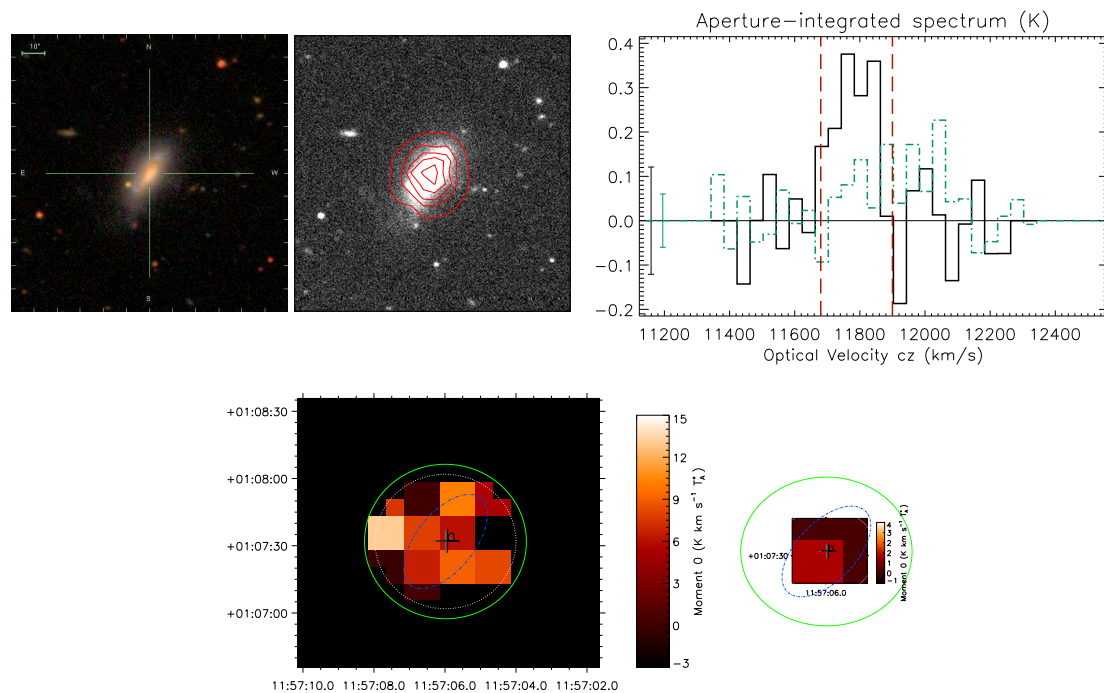 10"
N
E
W
S
Aperture-integrated spectrum (K)
0.4
0.3
0.2
0.1
0.0
-0.1
-0.2
11200 11400 11600 11800 12000 12200 12400
Optical Velocity cz (km/s)
+01:08:30
+01:08:00
+01:07:30
+01:07:00
11:57:10.0 11:57:08.0 11:57:06.0 11:57:04.0 11:57:02.0
15
12
9
6
3
0
-3
Moment 0 (K km s⁻¹ T*A)
+01:07:30
11:57:06.0
4
3
2
1
0
-1
Moment 0 (K km s⁻¹ T*A)